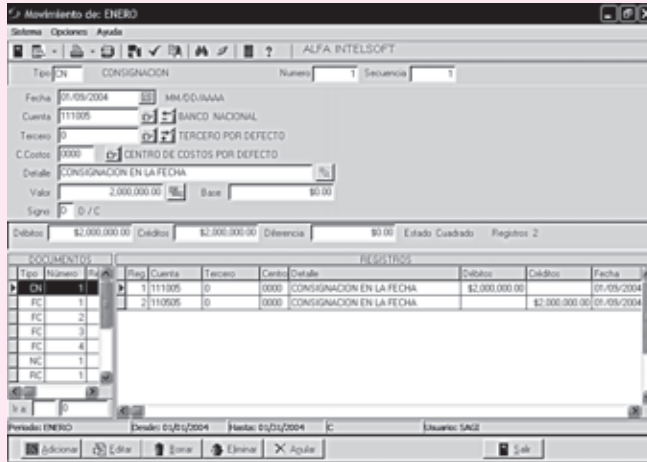 Movimiento de: ENERO
Sistema Opciones Ayuda
ALFA INTELSOFT
Tipo CN CONSIGNACION Numero 1 Secuencia 1
Fecha 01/09/2004 MM/DD/AAAA
Cuenta 111005 BANCO NACIONAL
Tercero 0 TERCERO POR DEFECTO
C.Costos 0000 CENTRO DE COSTOS POR DEFECTO
Detalle CONSIGNACION EN LA FECHA
Valor 2,000,000.00 Base $0.00
Signo D D / C
Débitos $2,000,000.00 Créditos $2,000,000.00 Diferencia $0.00 Estado Cuadrado Registros 2
DOCUMENTOS REGISTROS
Tipo Número Reg. Cuenta Tercero Centro Detalle Débitos Créditos Fecha
CN 1 1 111005 0 0000 CONSIGNACION EN LA FECHA $2,000,000.00 01/09/2004
FC 1 2 110505 0 0000 CONSIGNACION EN LA FECHA $2,000,000.00 01/09/2004
FC 2
FC 3
FC 4
NC 1
RC 1
Ir a: 0
Periodo: ENERO Desde: 01/01/2004 Hasta: 01/31/2004 C Usuario: SAGI
Adicionar Editar Borrar Eliminar Anular Salir